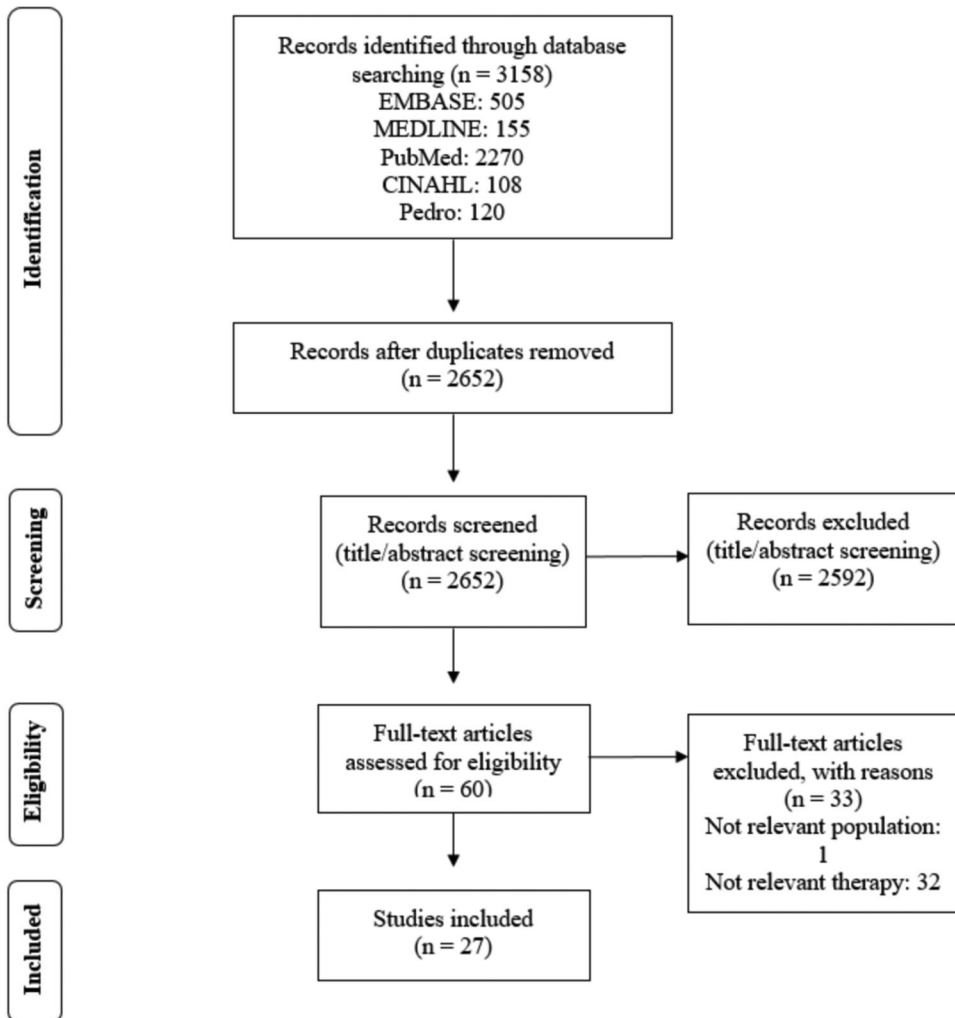 Identification
Records identified through database
searching (n = 3158)
EMBASE: 505
MEDLINE: 155
PubMed: 2270
CINAHL: 108
Pedro: 120
Records after duplicates removed
(n = 2652)
Screening
Records screened
(title/abstract screening)
(n = 2652)
Records excluded
(title/abstract screening)
(n = 2592)
Eligibility
Full-text articles
assessed for eligibility
(n = 60)
Full-text articles
excluded, with reasons
(n = 33)
Not relevant population:
1
Not relevant therapy: 32
Included
Studies included
(n = 27)